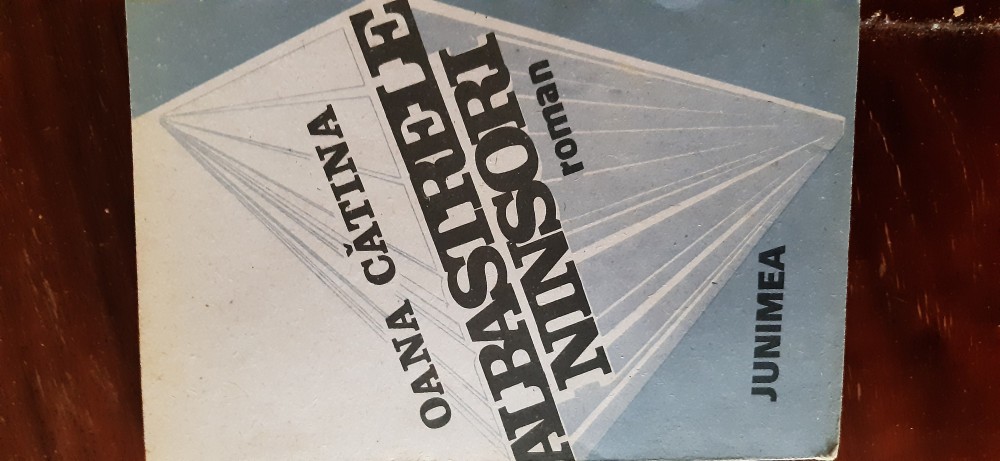 OANA CĂTINA
ALBASTRELE
NINSORI
roman
JUNIMEA